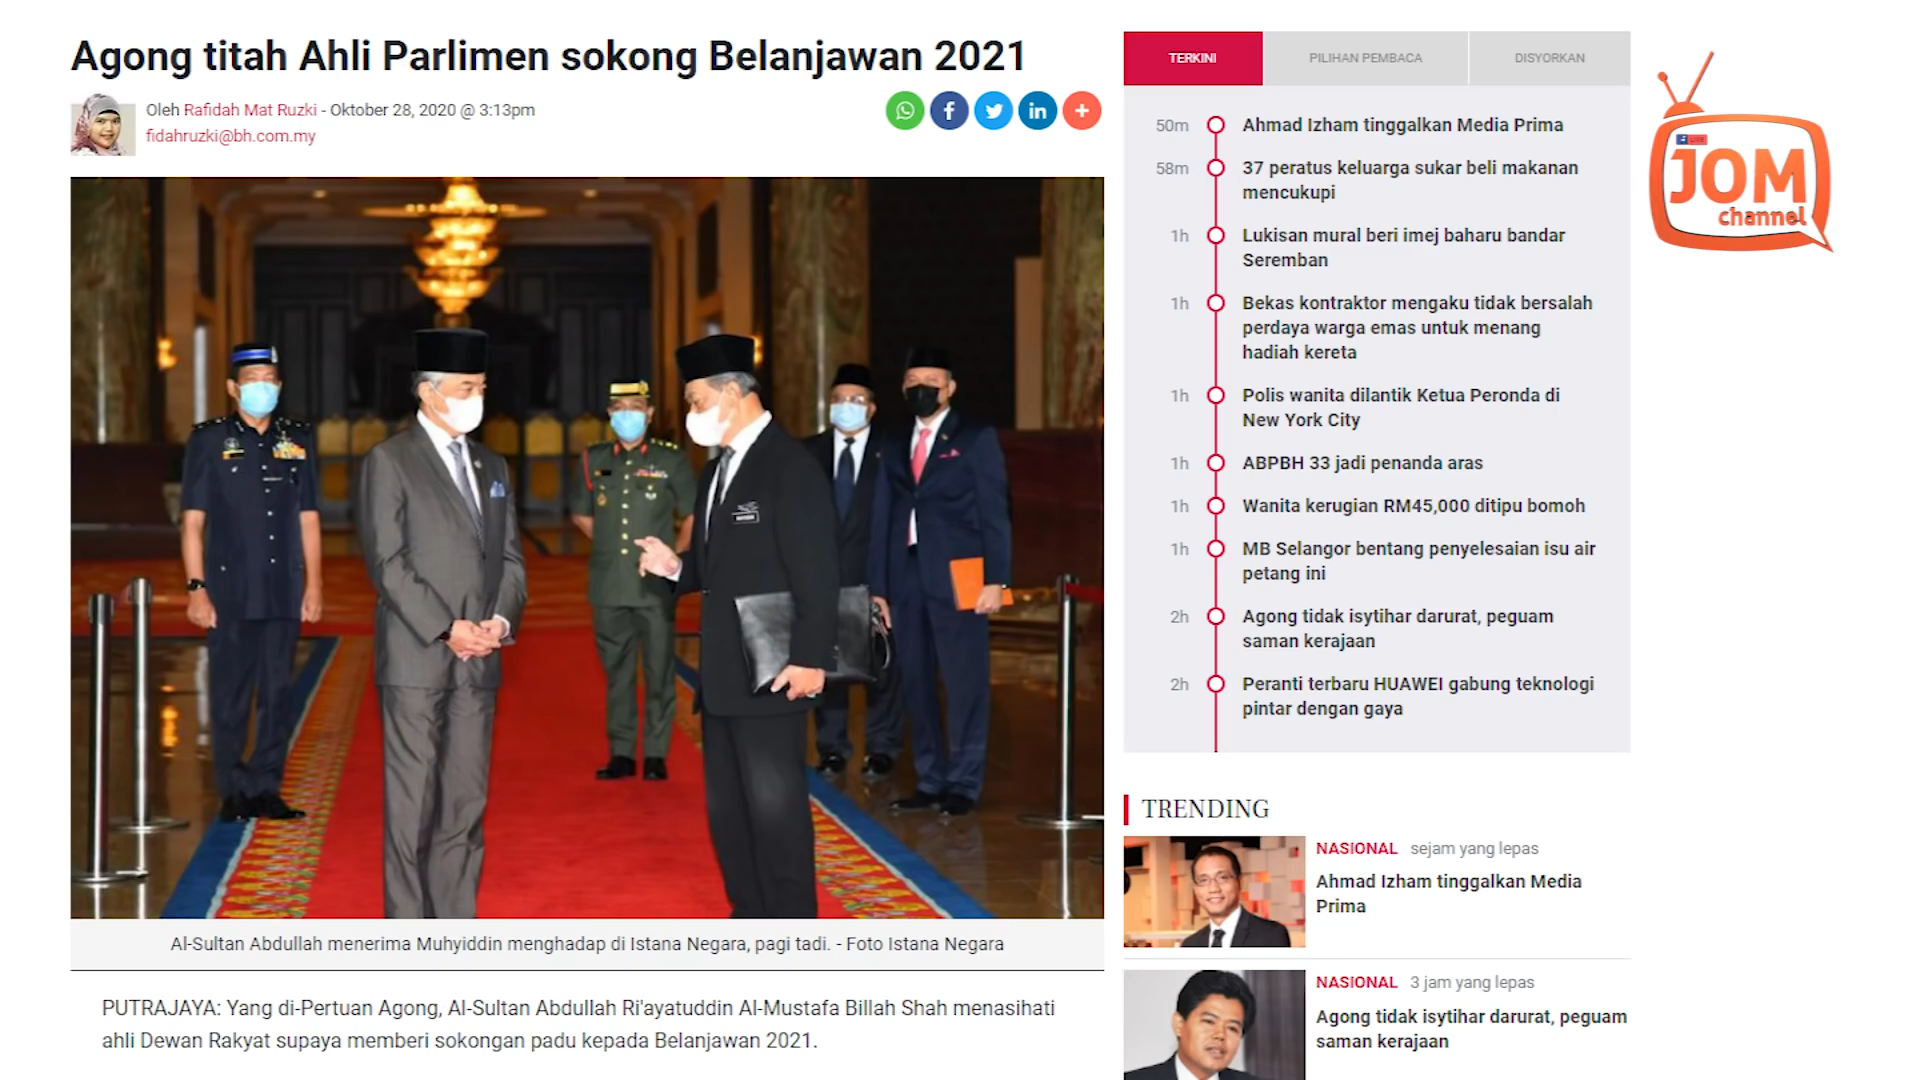 Agong titah Ahli Parlimen sokong Belanjawan 2021
Oleh Rafidah Mat Ruzki - Oktober 28, 2020 @ 3:13pm
fidahruzki@bh.com.my
Al-Sultan Abdullah menerima Muhyiddin menghadap di Istana Negara, pagi tadi. - Foto Istana Negara
PUTRAJAYA: Yang di-Pertuan Agong, Al-Sultan Abdullah Ri'ayatuddin Al-Mustafa Billah Shah menasihati
ahli Dewan Rakyat supaya memberi sokongan padu kepada Belanjawan 2021.
TERKINI
PILIHAN PEMBACA
DISYORKAN
50m Ahmad Izham tinggalkan Media Prima
58m 37 peratus keluarga sukar beli makanan
mencukupi
1h Lukisan mural beri imej baharu bandar
Seremban
1h Bekas kontraktor mengaku tidak bersalah
perdaya warga emas untuk menang
hadiah kereta
1h Polis wanita dilantik Ketua Peronda di
New York City
1h ABPBH 33 jadi penanda aras
1h Wanita kerugian RM45,000 ditipu bomoh
1h MB Selangor bentang penyelesaian isu air
petang ini
2h Agong tidak isytihar darurat, peguam
saman kerajaan
2h Peranti terbaru HUAWEI gabung teknologi
pintar dengan gaya
TRENDING
NASIONAL sejam yang lepas
Ahmad Izham tinggalkan Media
Prima
NASIONAL 3 jam yang lepas
Agong tidak isytihar darurat, peguam
saman kerajaan
JOM
channel